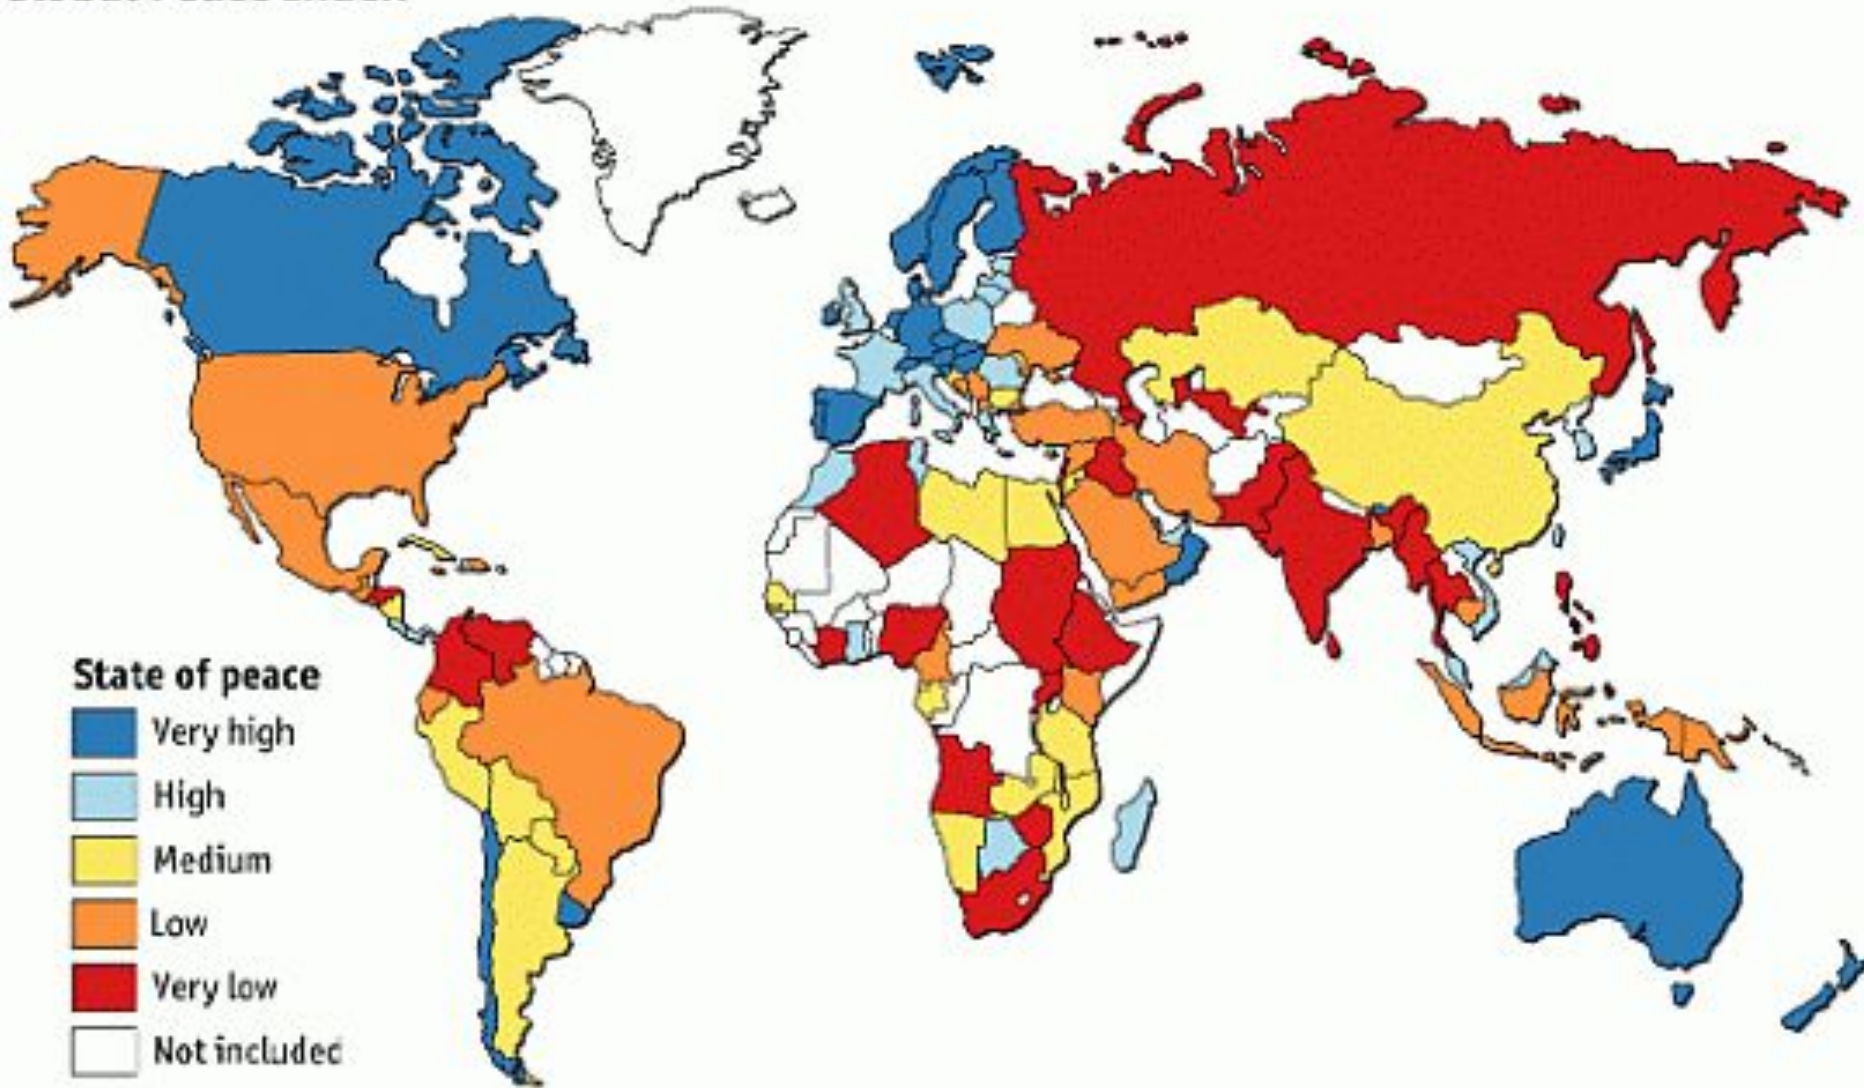 State of peace
Very high
High
Medium
Low
Very low
Not included